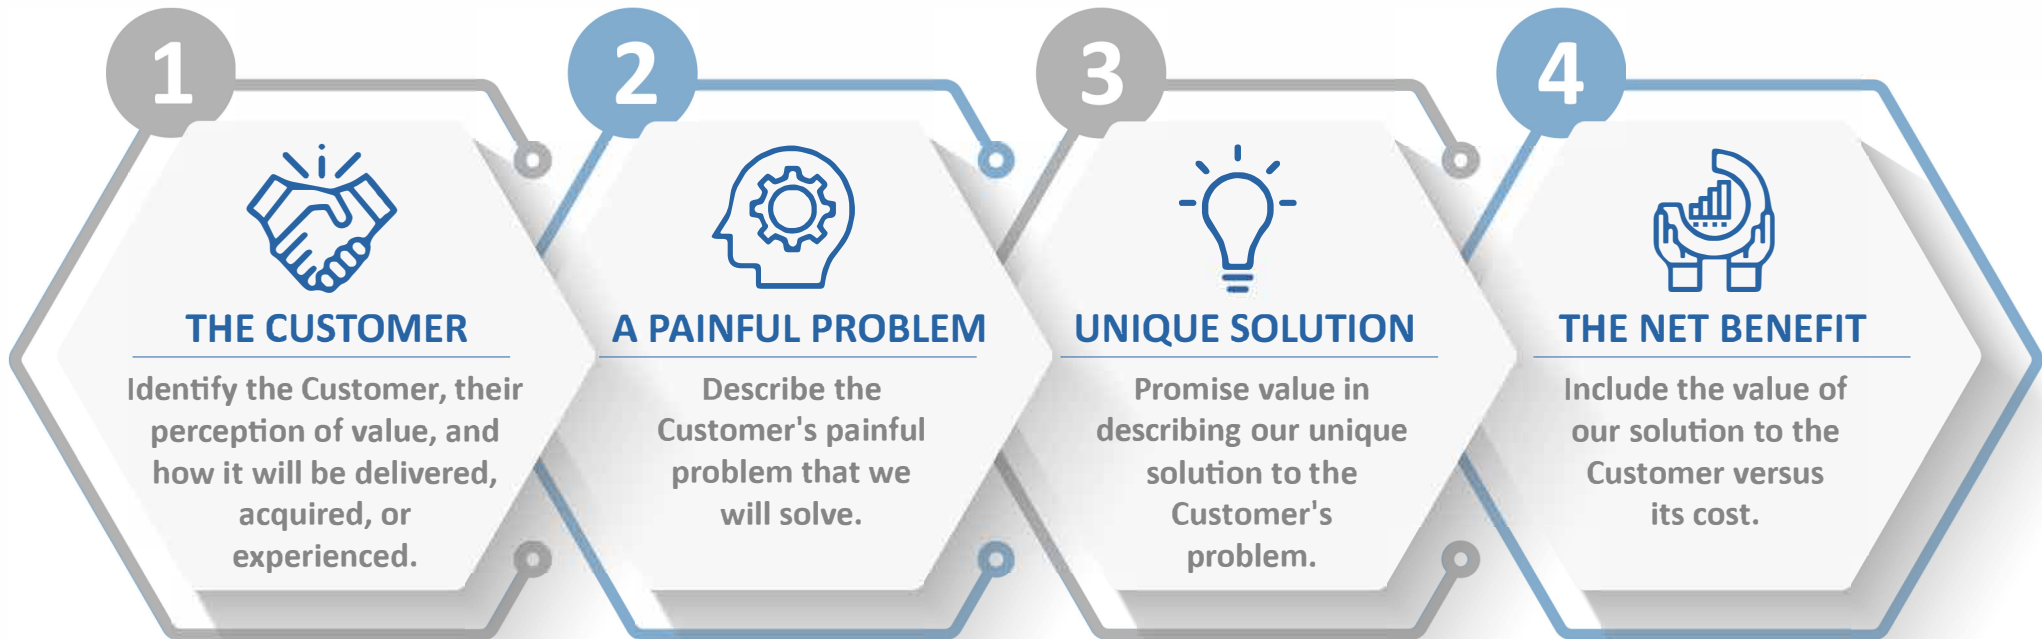 1
THE CUSTOMER
Identify the Customer, their
perception of value, and
how it will be delivered,
acquired, or
experienced.
2
A PAINFUL PROBLEM
Describe the
Customer's painful
problem that we
will solve.
3
UNIQUE SOLUTION
Promise value in
describing our unique
solution to the
Customer's
problem.
4
THE NET BENEFIT
Include the value of
our solution to the
Customer versus
its cost.